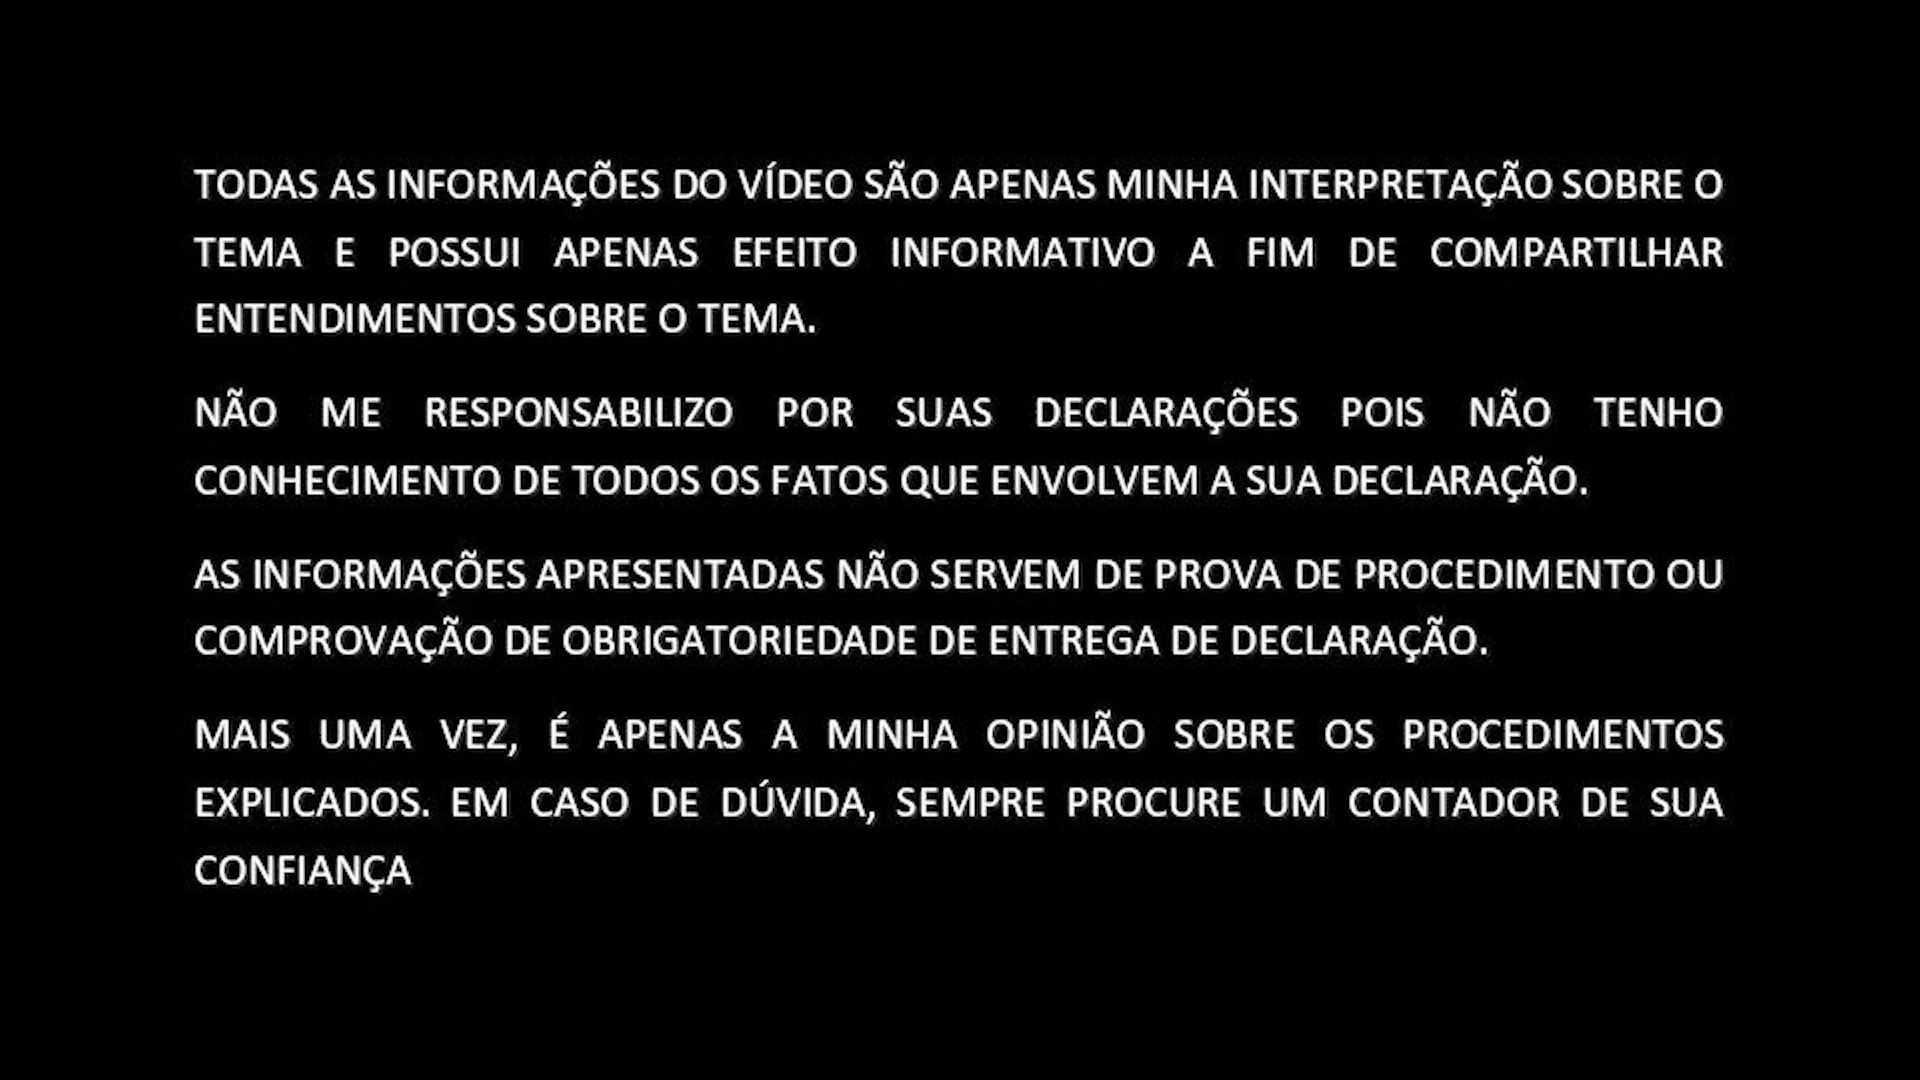 TODAS AS INFORMAÇÕES DO VÍDEO SÃO APENAS MINHA INTERPRETAÇÃO SOBRE O
TEMA E POSSUI APENAS EFEITO INFORMATIVO A FIM DE COMPARTILHAR
ENTENDIMENTOS SOBRE O TEMA.
NÃO ME RESPONSABILIZO POR SUAS DECLARAÇÕES POIS NÃO TENHO
CONHECIMENTO DE TODOS OS FATOS QUE ENVOLVEM A SUA DECLARAÇÃO.
AS INFORMAÇÕES APRESENTADAS NÃO SERVEM DE PROVA DE PROCEDIMENTO OU
COMPROVAÇÃO DE OBRIGATORIEDADE DE ENTREGA DE DECLARAÇÃO.
MAIS UMA VEZ, É APENAS A MINHA OPINIÃO SOBRE OS PROCEDIMENTOS
EXPLICADOS. EM CASO DE DÚVIDA, SEMPRE PROCURE UM CONTADOR DE SUA
CONFIANÇA